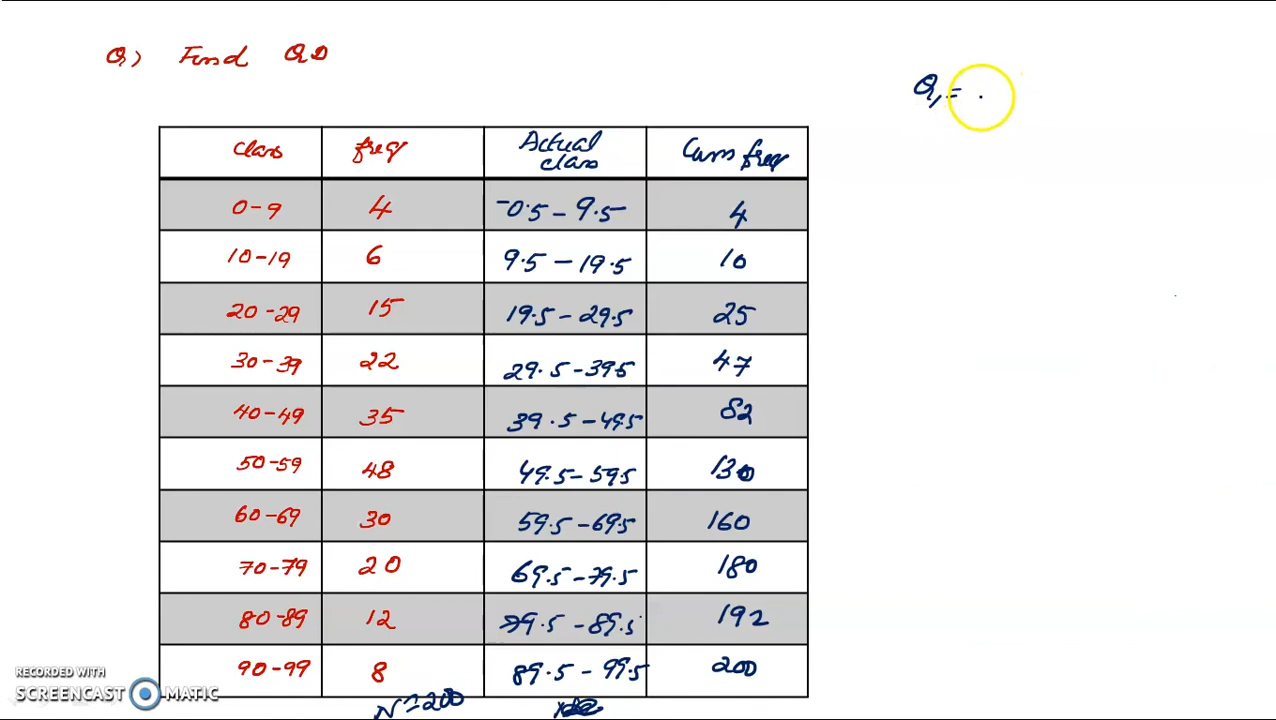 Q) Find QD
Q1 = .
class freq Actual class Cum freq
0-9 4 -0.5 - 9.5 4
10-19 6 9.5 - 19.5 10
20-29 15 19.5 - 29.5 25
30-39 22 29.5 - 39.5 47
40-49 35 39.5 - 49.5 82
50-59 48 49.5 - 59.5 130
60-69 30 59.5 - 69.5 160
70-79 20 69.5 - 79.5 180
80-89 12 79.5 - 89.5 192
90-99 8 89.5 - 99.5 200
N = 200
RECORDED WITH
SCREENCAST MATIC